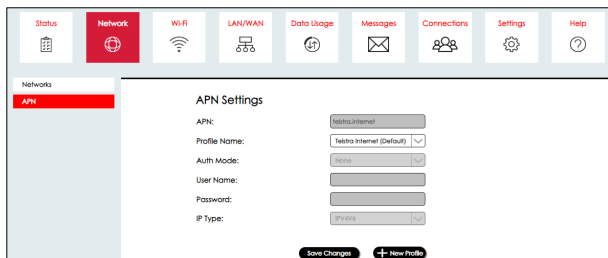 Status Network Wi-Fi LAN/WAN Data Usage Messages Connections Settings Help
Networks
APN
APN Settings
APN: telstra.internet
Profile Name: Telstra Internet (Default)
Auth Mode: None
User Name:
Password:
IP Type: IPV4V6
Save Changes New Profile